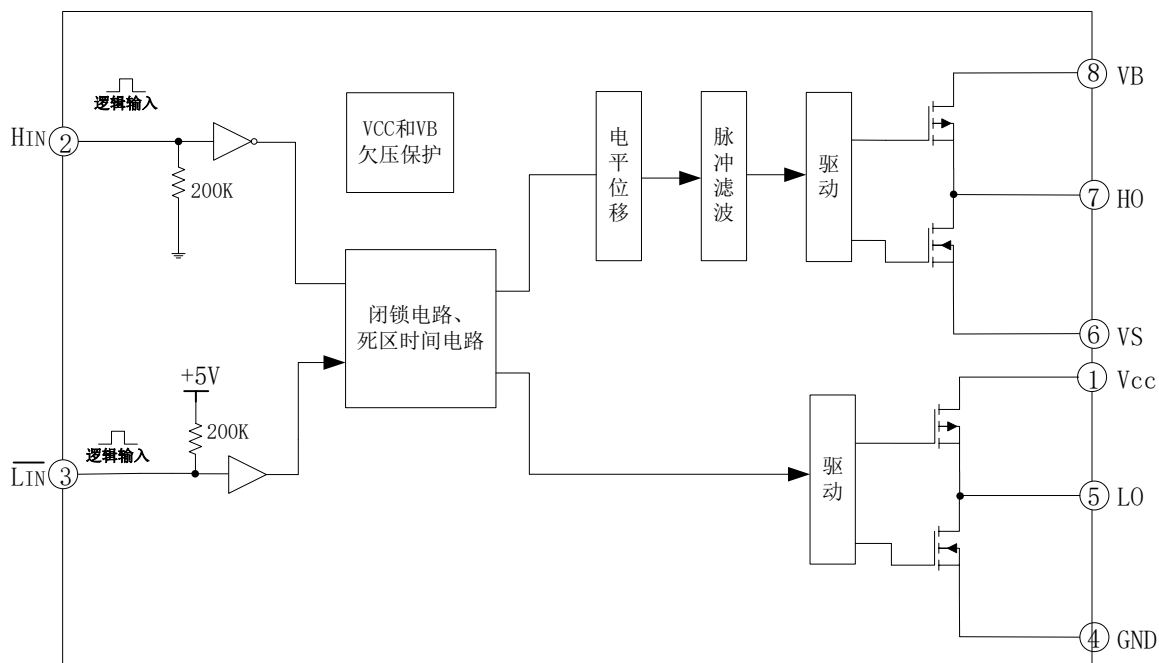 逻辑输入
HIN
②
200K
VCC和VB
欠压保护
电平位移
脉冲滤波
驱动
⑧ VB
⑦ HO
⑥ VS
闭锁电路、
死区时间电路
+5V
200K
逻辑输入
LIN
③
驱动
① Vcc
⑤ LO
④ GND